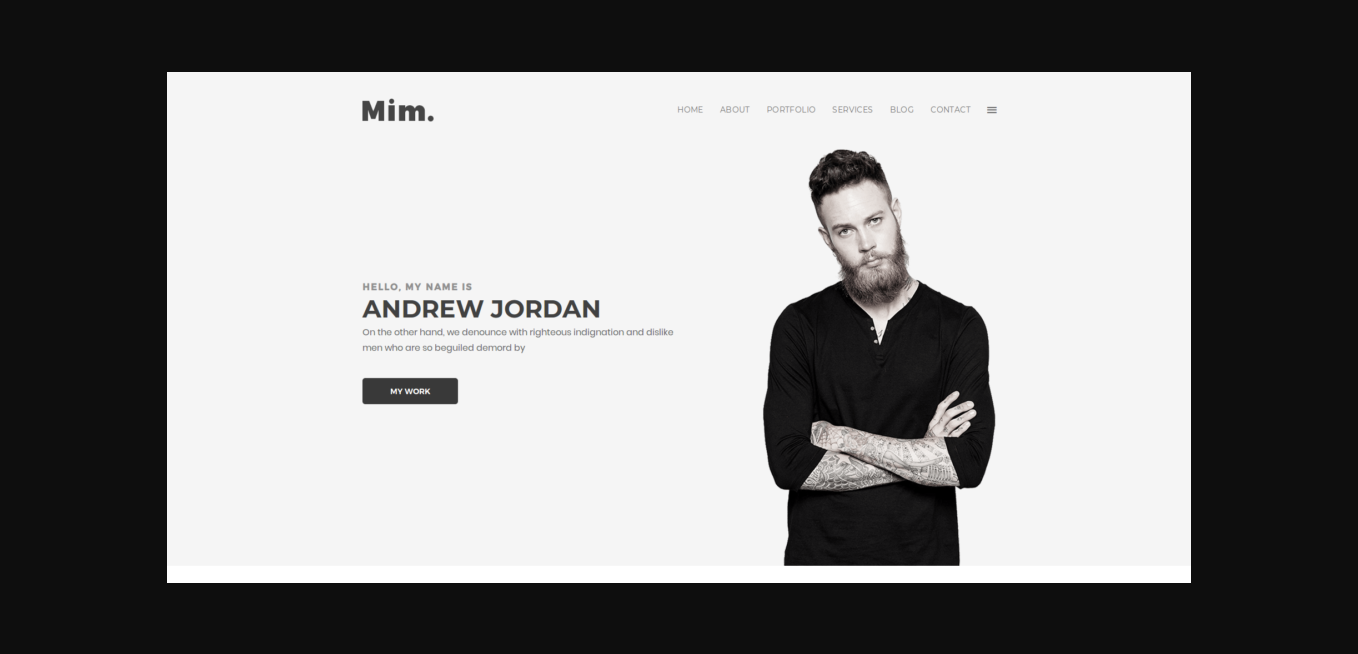 Mim.
HOME ABOUT PORTFOLIO SERVICES BLOG CONTACT
HELLO, MY NAME IS
ANDREW JORDAN
On the other hand, we denounce with righteous indignation and dislike
men who are so beguiled demord by
MY WORK